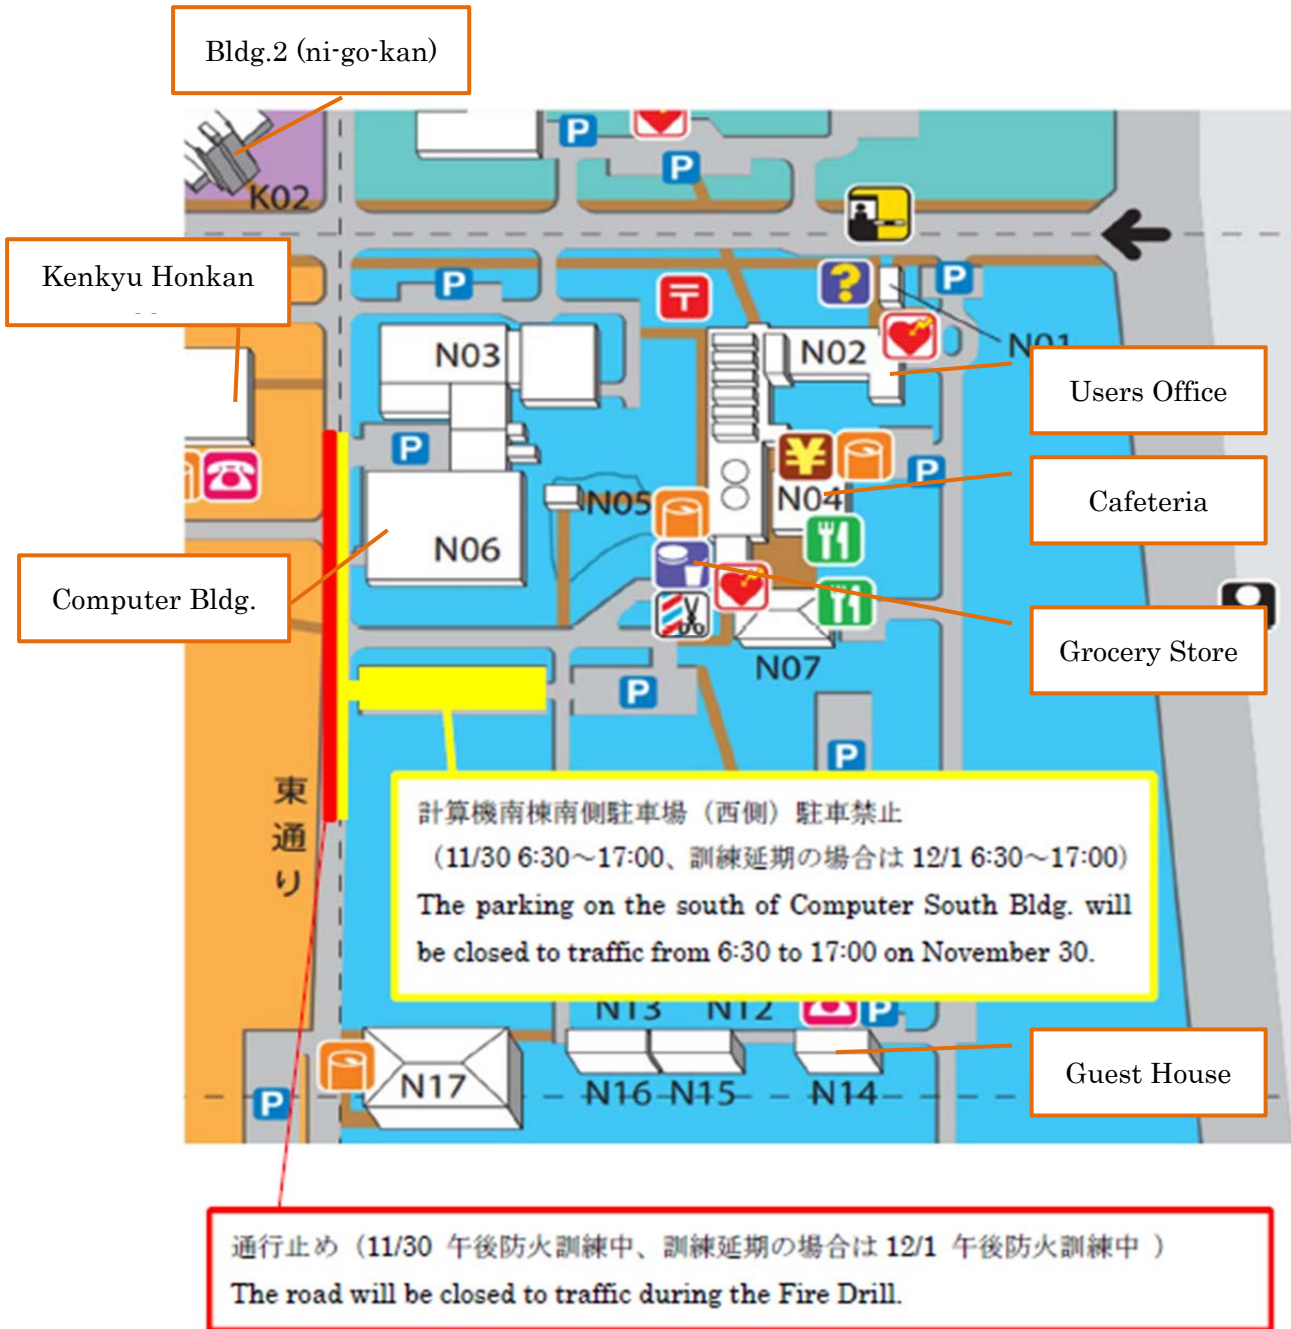 Bldg.2 (ni-go-kan)
P
P
K02
Kenkyu Honkan
P
〒
?
P
N03
N02
N01
Users Office
P
¥
P
N05
N04
Cafeteria
N06
Computer Bldg.
Grocery Store
N07
P
P
東通り
計算機南棟南側駐車場(西側)駐車禁止
(11/30 6:30~17:00、訓練延期の場合は 12/1 6:30~17:00)
The parking on the south of Computer South Bldg. will
be closed to traffic from 6:30 to 17:00 on November 30.
N13
N12
P
Guest House
N17
N16
N15
N14
P
通行止め(11/30 午後防火訓練中、訓練延期の場合は 12/1 午後防火訓練中 )
The road will be closed to traffic during the Fire Drill.